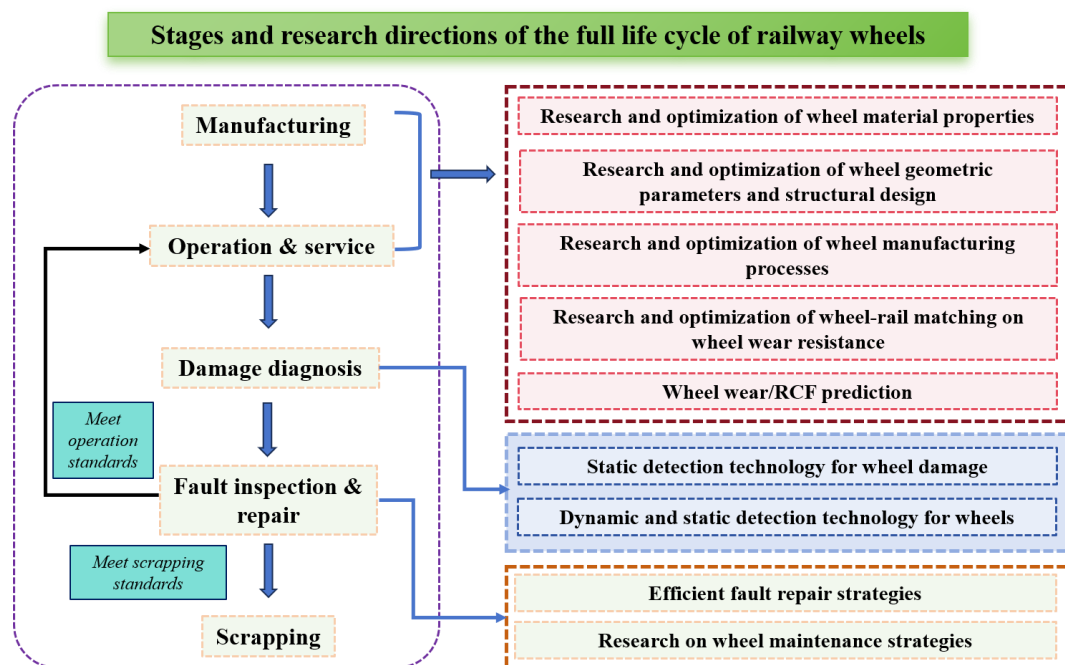 Stages and research directions of the full life cycle of railway wheels
Manufacturing
Operation & service
Damage diagnosis
Meet
operation
standards
Fault inspection &
repair
Meet scrapping
standards
Scrapping
Research and optimization of wheel material properties
Research and optimization of wheel geometric
parameters and structural design
Research and optimization of wheel manufacturing
processes
Research and optimization of wheel-rail matching on
wheel wear resistance
Wheel wear/RCF prediction
Static detection technology for wheel damage
Dynamic and static detection technology for wheels
Efficient fault repair strategies
Research on wheel maintenance strategies